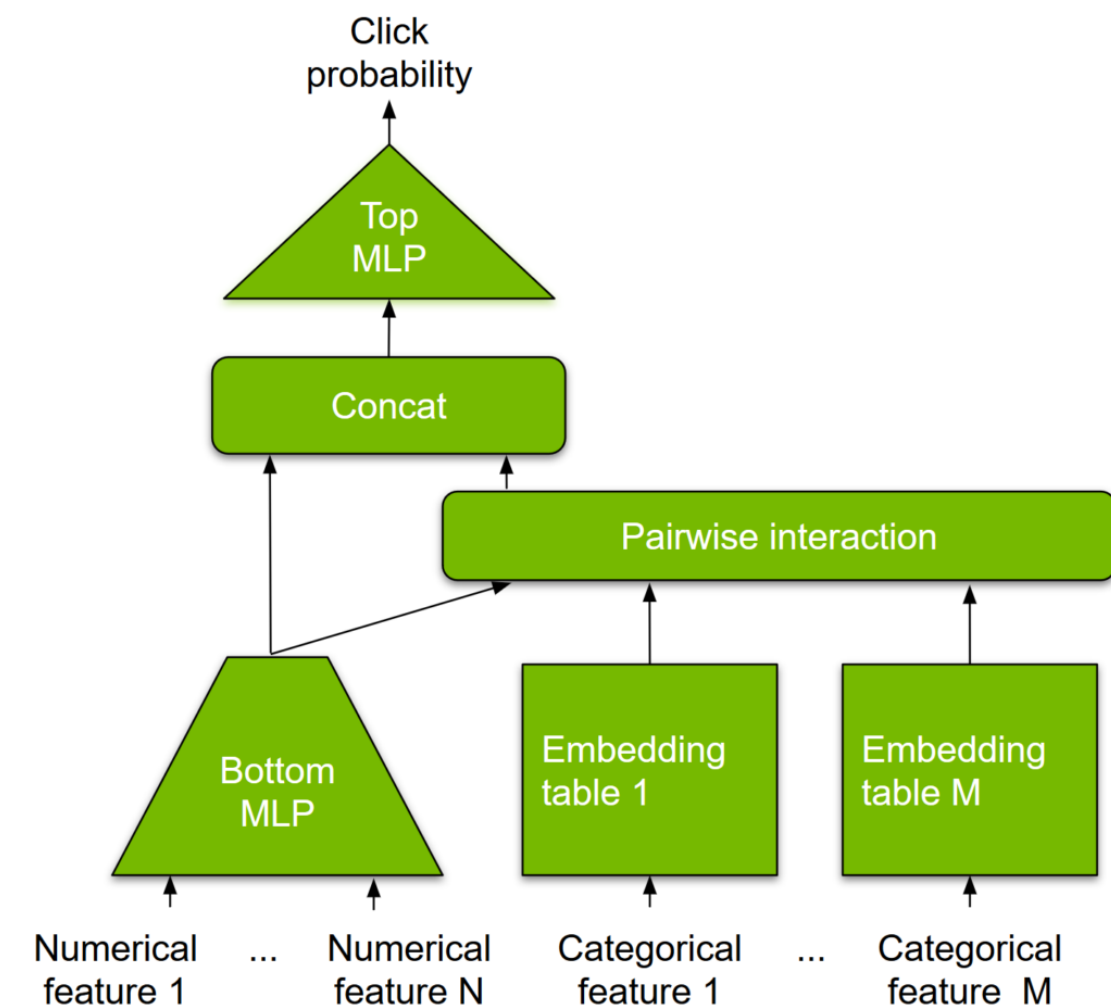 Click
probability
Top
MLP
Concat
Pairwise interaction
Bottom
MLP
Embedding
table 1
Embedding
table M
Numerical
feature 1
...
Numerical
feature N
Categorical
feature 1
...
Categorical
feature M